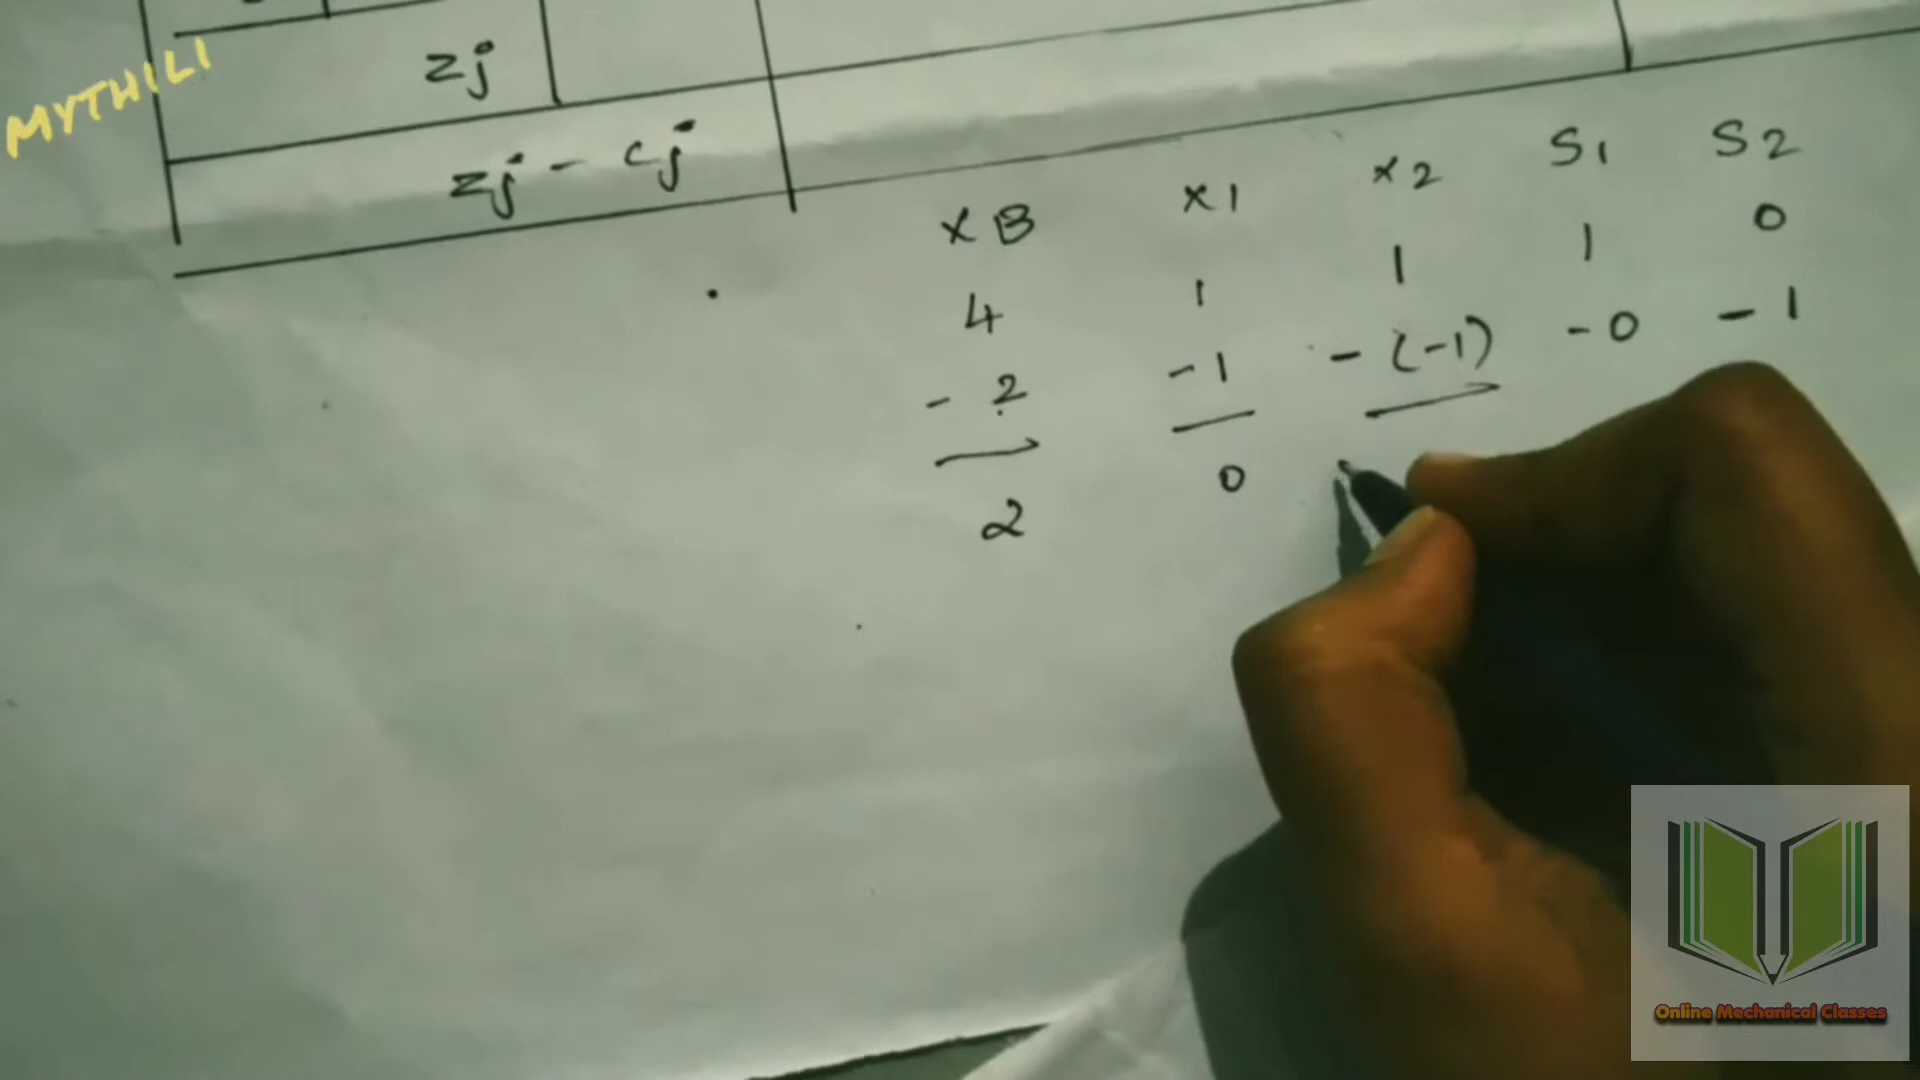 MYTHILI
zj
zj - cj
XB x1 x2 S1 S2
4 1 1 1 0
- 2 - 1 - (-1) - 0 - 1
2 0
Online Mechanical Classes